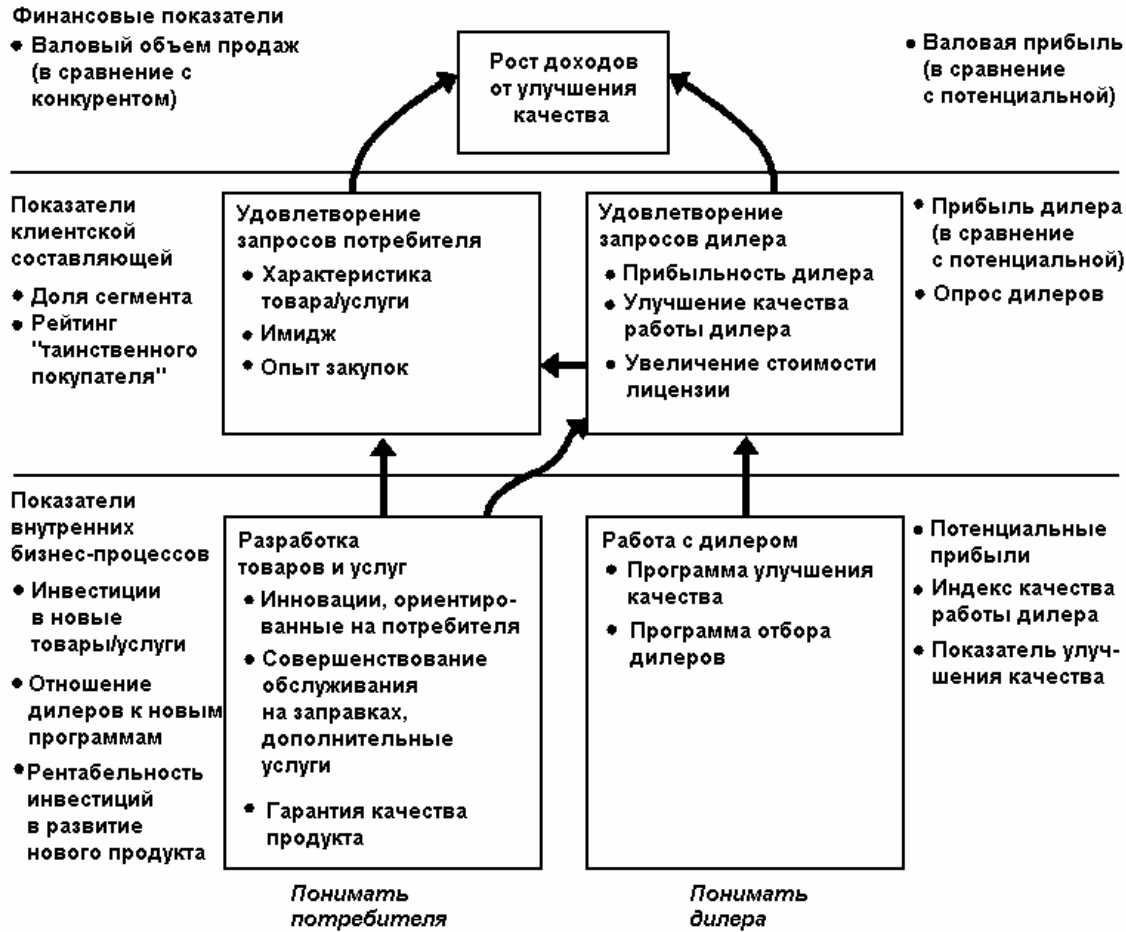 Финансовые показатели
• Валовый объем продаж
(в сравнение с
конкурентом)
Рост доходов
от улучшения
качества
• Валовая прибыль
(в сравнение
с потенциальной)
Показатели
клиентской
составляющей
• Доля сегмента
• Рейтинг
"таинственного
покупателя"
Удовлетворение
запросов потребителя
• Характеристика
товара/услуги
• Имидж
• Опыт закупок
Удовлетворение
запросов дилера
• Прибыльность дилера
• Улучшение качества
работы дилера
• Увеличение стоимости
лицензии
• Прибыль дилера
(в сравнение
с потенциальной)
• Опрос дилеров
Показатели
внутренних
бизнес-процессов
• Инвестиции
в новые
товары/услуги
• Отношение
дилеров к новым
программам
• Рентабельность
инвестиций
в развитие
нового продукта
Разработка
товаров и услуг
• Инновации, ориентиро-
ванные на потребителя
• Совершенствование
обслуживания
на заправках,
дополнительные
услуги
• Гарантия качества
продукта
Работа с дилером
• Программа улучшения
качества
• Программа отбора
дилеров
• Потенциальные
прибыли
• Индекс качества
работы дилера
• Показатель улуч-
шения качества
Понимать
потребителя
Понимать
дилера